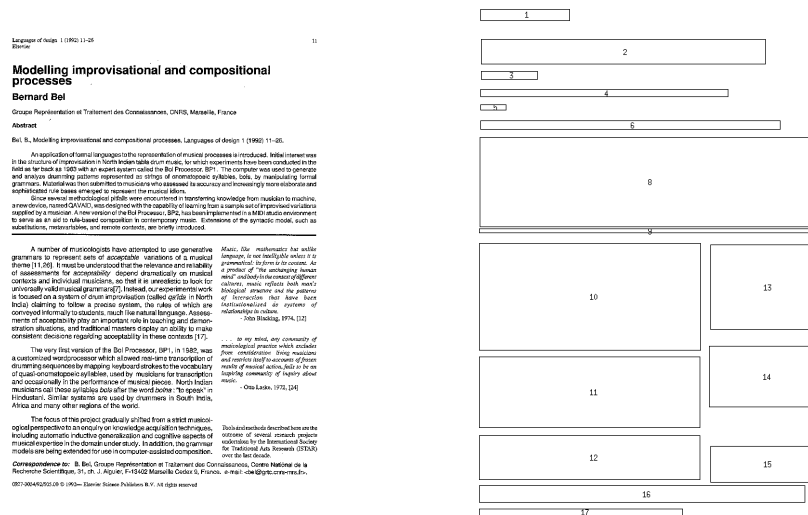 Languages of design 1 (1992) 11–26
Elsevier
11
Modelling improvisational and compositional
processes
Bernard Bel
Groupe Représentation et Traitement des Connaissances, CNRS, Marseille, France
Abstract
Bel, B., Modelling improvisational and compositional processes, Languages of design 1 (1992) 11–26.
An application of formal languages to the representation of musical processes is introduced. Initial interest was
in the structure of improvisation in North Indian tabla drum music, for which experiments have been conducted in the
field as far back as 1983 with an expert system called the Bol Processor, BP1. The computer was used to generate
and analyze drumming patterns represented as strings of onomatopoeic syllables, bols, by manipulating formal
grammars. Material was then submitted to musicians who assessed its accuracy and increasingly more elaborate and
sophisticated rule bases emerged to represent the musical idiom.
Since several methodological pitfalls were encountered in transferring knowledge from musician to machine,
a new device, named QAVAID, was designed with the capability of learning from a sample set of improvised variations
supplied by a musician. A new version of the Bol Processor, BP2, has been implemented in a MIDI studio environment
to serve as an aid to rule-based composition in contemporary music. Extensions of the syntactic model, such as
substitutions, metavariables, and remote contexts, are briefly introduced.
A number of musicologists have attempted to use generative
grammars to represent sets of acceptable variations of a musical
theme [11,26]. It must be understood that the relevance and reliability
of assessments for acceptability depend dramatically on musical
contexts and individual musicians, so that it is unrealistic to look for
universally valid musical grammars[7]. Instead, our experimental work
is focused on a system of drum improvisation (called qa'ida in North
India) claiming to follow a precise system, the rules of which are
conveyed informally to students, much like natural language. Assess-
ments of acceptability play an important role in teaching and demon-
stration situations, and traditional masters display an ability to make
consistent decisions regarding acceptability in these contexts [17].
The very first version of the Bol Processor, BP1, in 1982, was
a customized wordprocessor which allowed real-time transcription of
drumming sequences by mapping keyboard strokes to the vocabulary
of quasi-onomatopoeic syllables, used by musicians for transcription
and occasionally in the performance of musical pieces. North Indian
musicians call these syllables bols after the word bolna : "to speak" in
Hindustani. Similar systems are used by drummers in South India,
Africa and many other regions of the world.
The focus of this project gradually shifted from a strict musicol-
ogical perspective to an enquiry on knowledge acquisition techniques,
including automatic inductive generalization and cognitive aspects of
musical expertise in the domain under study. In addition, the grammar
models are being extended for use in computer-assisted composition.
Music, like mathematics but unlike
language, is not intelligible unless it is
grammatical: its form is its content. As
a product of "the unchanging human
mind" and body in the context of different
cultures, music reflects both man's
biological structure and the patterns
of interaction that have been
institutionalized as systems of
relationships in culture.
- John Blacking, 1974, [12]
. . . to my mind, any community of
musicological practice which excludes
from consideration living musicians
and restricts itself to accounts of frozen
results of musical action, fails to be an
inspiring community of inquiry about
music.
- Otto Laske, 1972, [24]
Tools and methods described here are the
outcome of several research projects
undertaken by the International Society
for Traditional Arts Research (ISTAR)
over the last decade.
Correspondence to: B. Bel, Groupe Représentation et Traitement des Connaissances, Centre National de la
Recherche Scientifique, 31, ch. J. Aiguier, F-13402 Marseille Cedex 9, France. e-mail: <bel@grtc.cnrs-mrs.fr>.
0927-3034/92/$05.00 © 1992— Elsevier Science Publishers B.V. All rights reserved
1
2
3
4
5
6
8
9
10
13
11
14
12
15
16
17